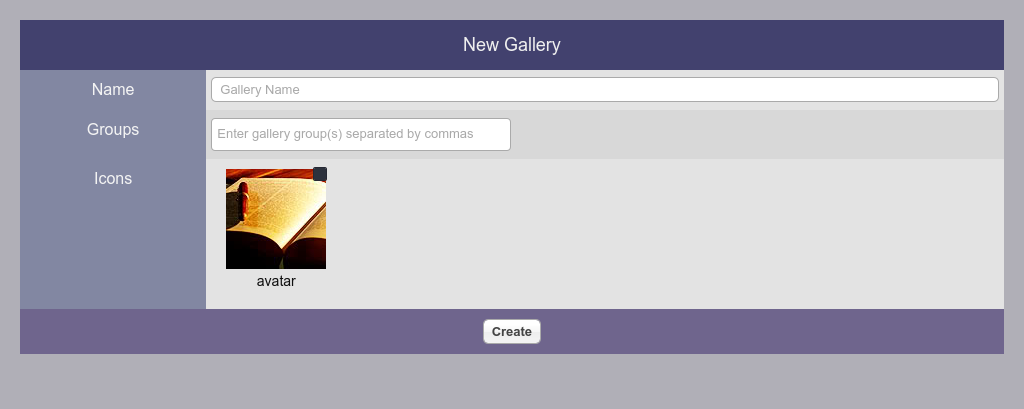 New Gallery
Name
Gallery Name
Groups
Enter gallery group(s) separated by commas
Icons
avatar
Create